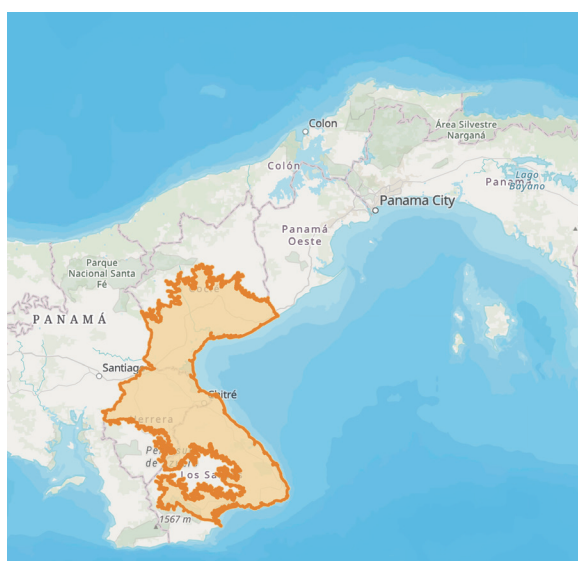 Colon
Área Silvestre
Narganá
Colón
Lago
Bayano
Panamá
Panama City
Panamá
Oeste
Parque
Nacional Santa
Fé
PANAMÁ
Santiago
Chitré
Herrera
Los Sa
1567 m